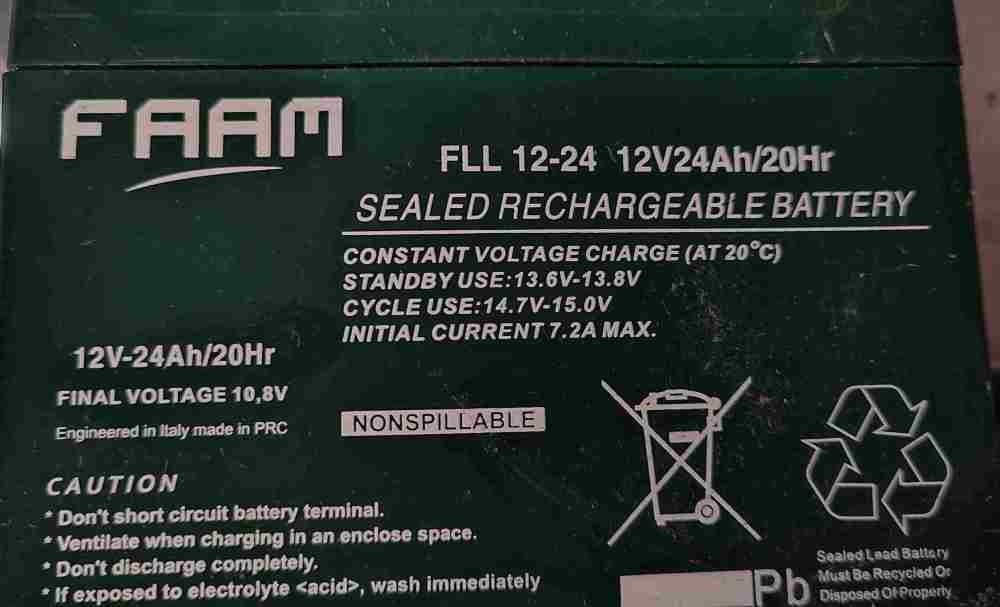 FAAM
FLL 12-24 12V24Ah/20Hr
SEALED RECHARGEABLE BATTERY
CONSTANT VOLTAGE CHARGE (AT 20°C)
STANDBY USE:13.6V-13.8V
CYCLE USE:14.7V-15.0V
INITIAL CURRENT 7.2A MAX.
12V-24Ah/20Hr
FINAL VOLTAGE 10,8V
Engineered in Italy made in PRC
NONSPILLABLE
CAUTION
* Don't short circuit battery terminal.
* Ventilate when charging in an enclose space.
* Don't discharge completely.
* If exposed to electrolyte <acid>, wash immediately
Pb
Sealed Lead Battery
Must Be Recycled Or
Disposed Of Property